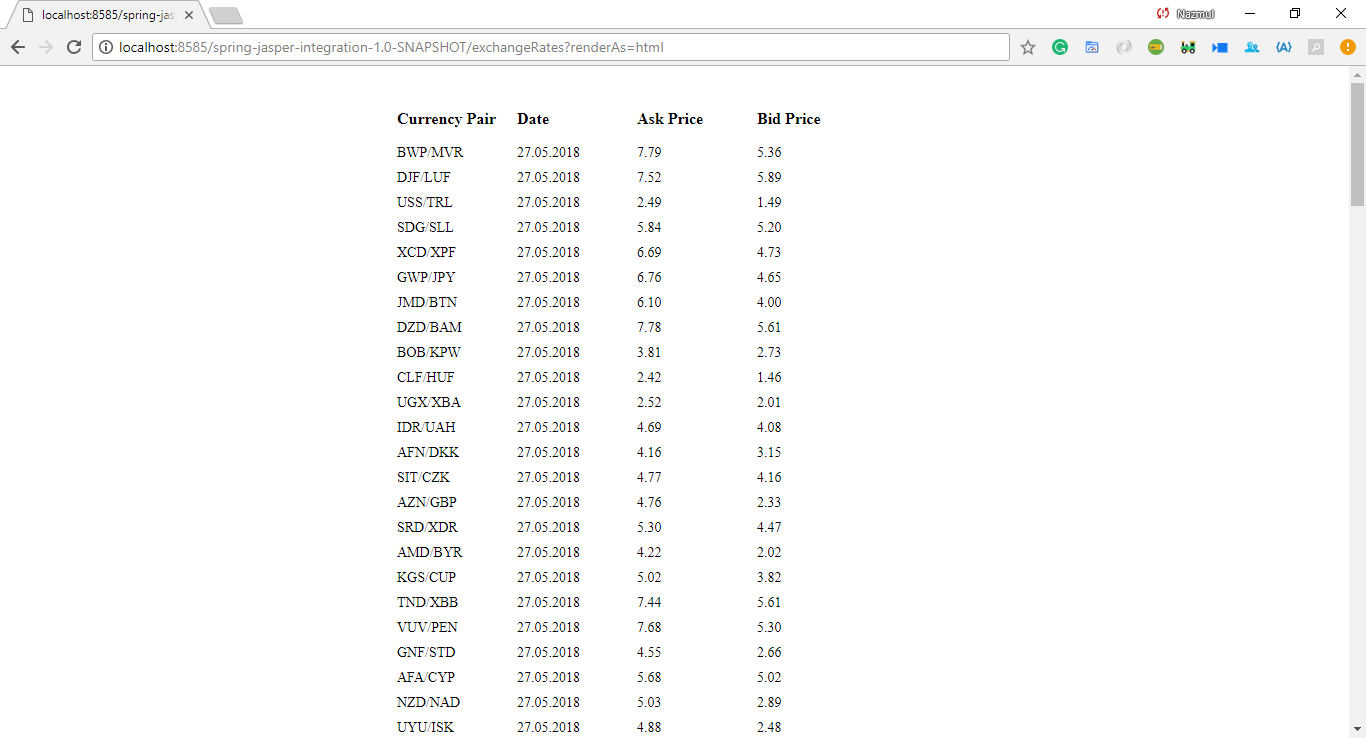 localhost:8585/spring-jas
Nazmul
localhost:8585/spring-jasper-integration-1.0-SNAPSHOT/exchangeRates?renderAs=html
Currency Pair Date Ask Price Bid Price
BWP/MVR 27.05.2018 7.79 5.36
DJF/LUF 27.05.2018 7.52 5.89
USS/TRL 27.05.2018 2.49 1.49
SDG/SLL 27.05.2018 5.84 5.20
XCD/XPF 27.05.2018 6.69 4.73
GWP/JPY 27.05.2018 6.76 4.65
JMD/BTN 27.05.2018 6.10 4.00
DZD/BAM 27.05.2018 7.78 5.61
BOB/KPW 27.05.2018 3.81 2.73
CLF/HUF 27.05.2018 2.42 1.46
UGX/XBA 27.05.2018 2.52 2.01
IDR/UAH 27.05.2018 4.69 4.08
AFN/DKK 27.05.2018 4.16 3.15
SIT/CZK 27.05.2018 4.77 4.16
AZN/GBP 27.05.2018 4.76 2.33
SRD/XDR 27.05.2018 5.30 4.47
AMD/BYR 27.05.2018 4.22 2.02
KGS/CUP 27.05.2018 5.02 3.82
TND/XBB 27.05.2018 7.44 5.61
VUV/PEN 27.05.2018 7.68 5.30
GNF/STD 27.05.2018 4.55 2.66
AFA/CYP 27.05.2018 5.68 5.02
NZD/NAD 27.05.2018 5.03 2.89
UYU/ISK 27.05.2018 4.88 2.48